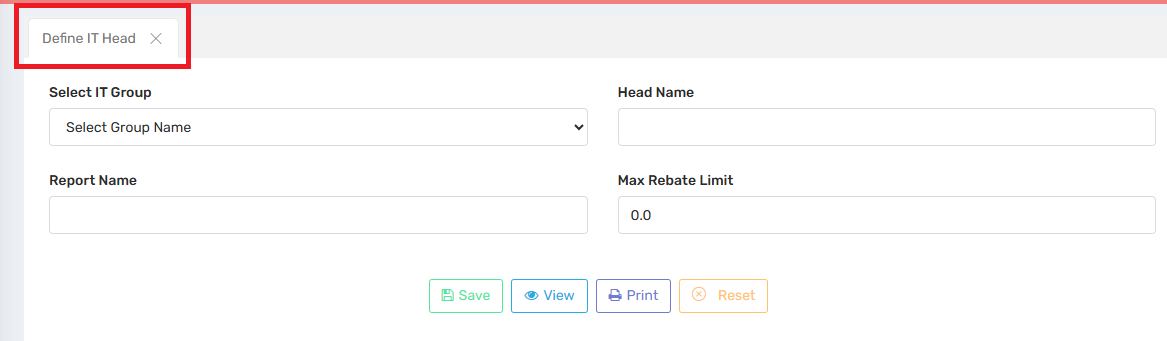 Define IT Head
Select IT Group
Head Name
Select Group Name
Report Name
Max Rebate Limit
0.0
Save
View
Print
Reset